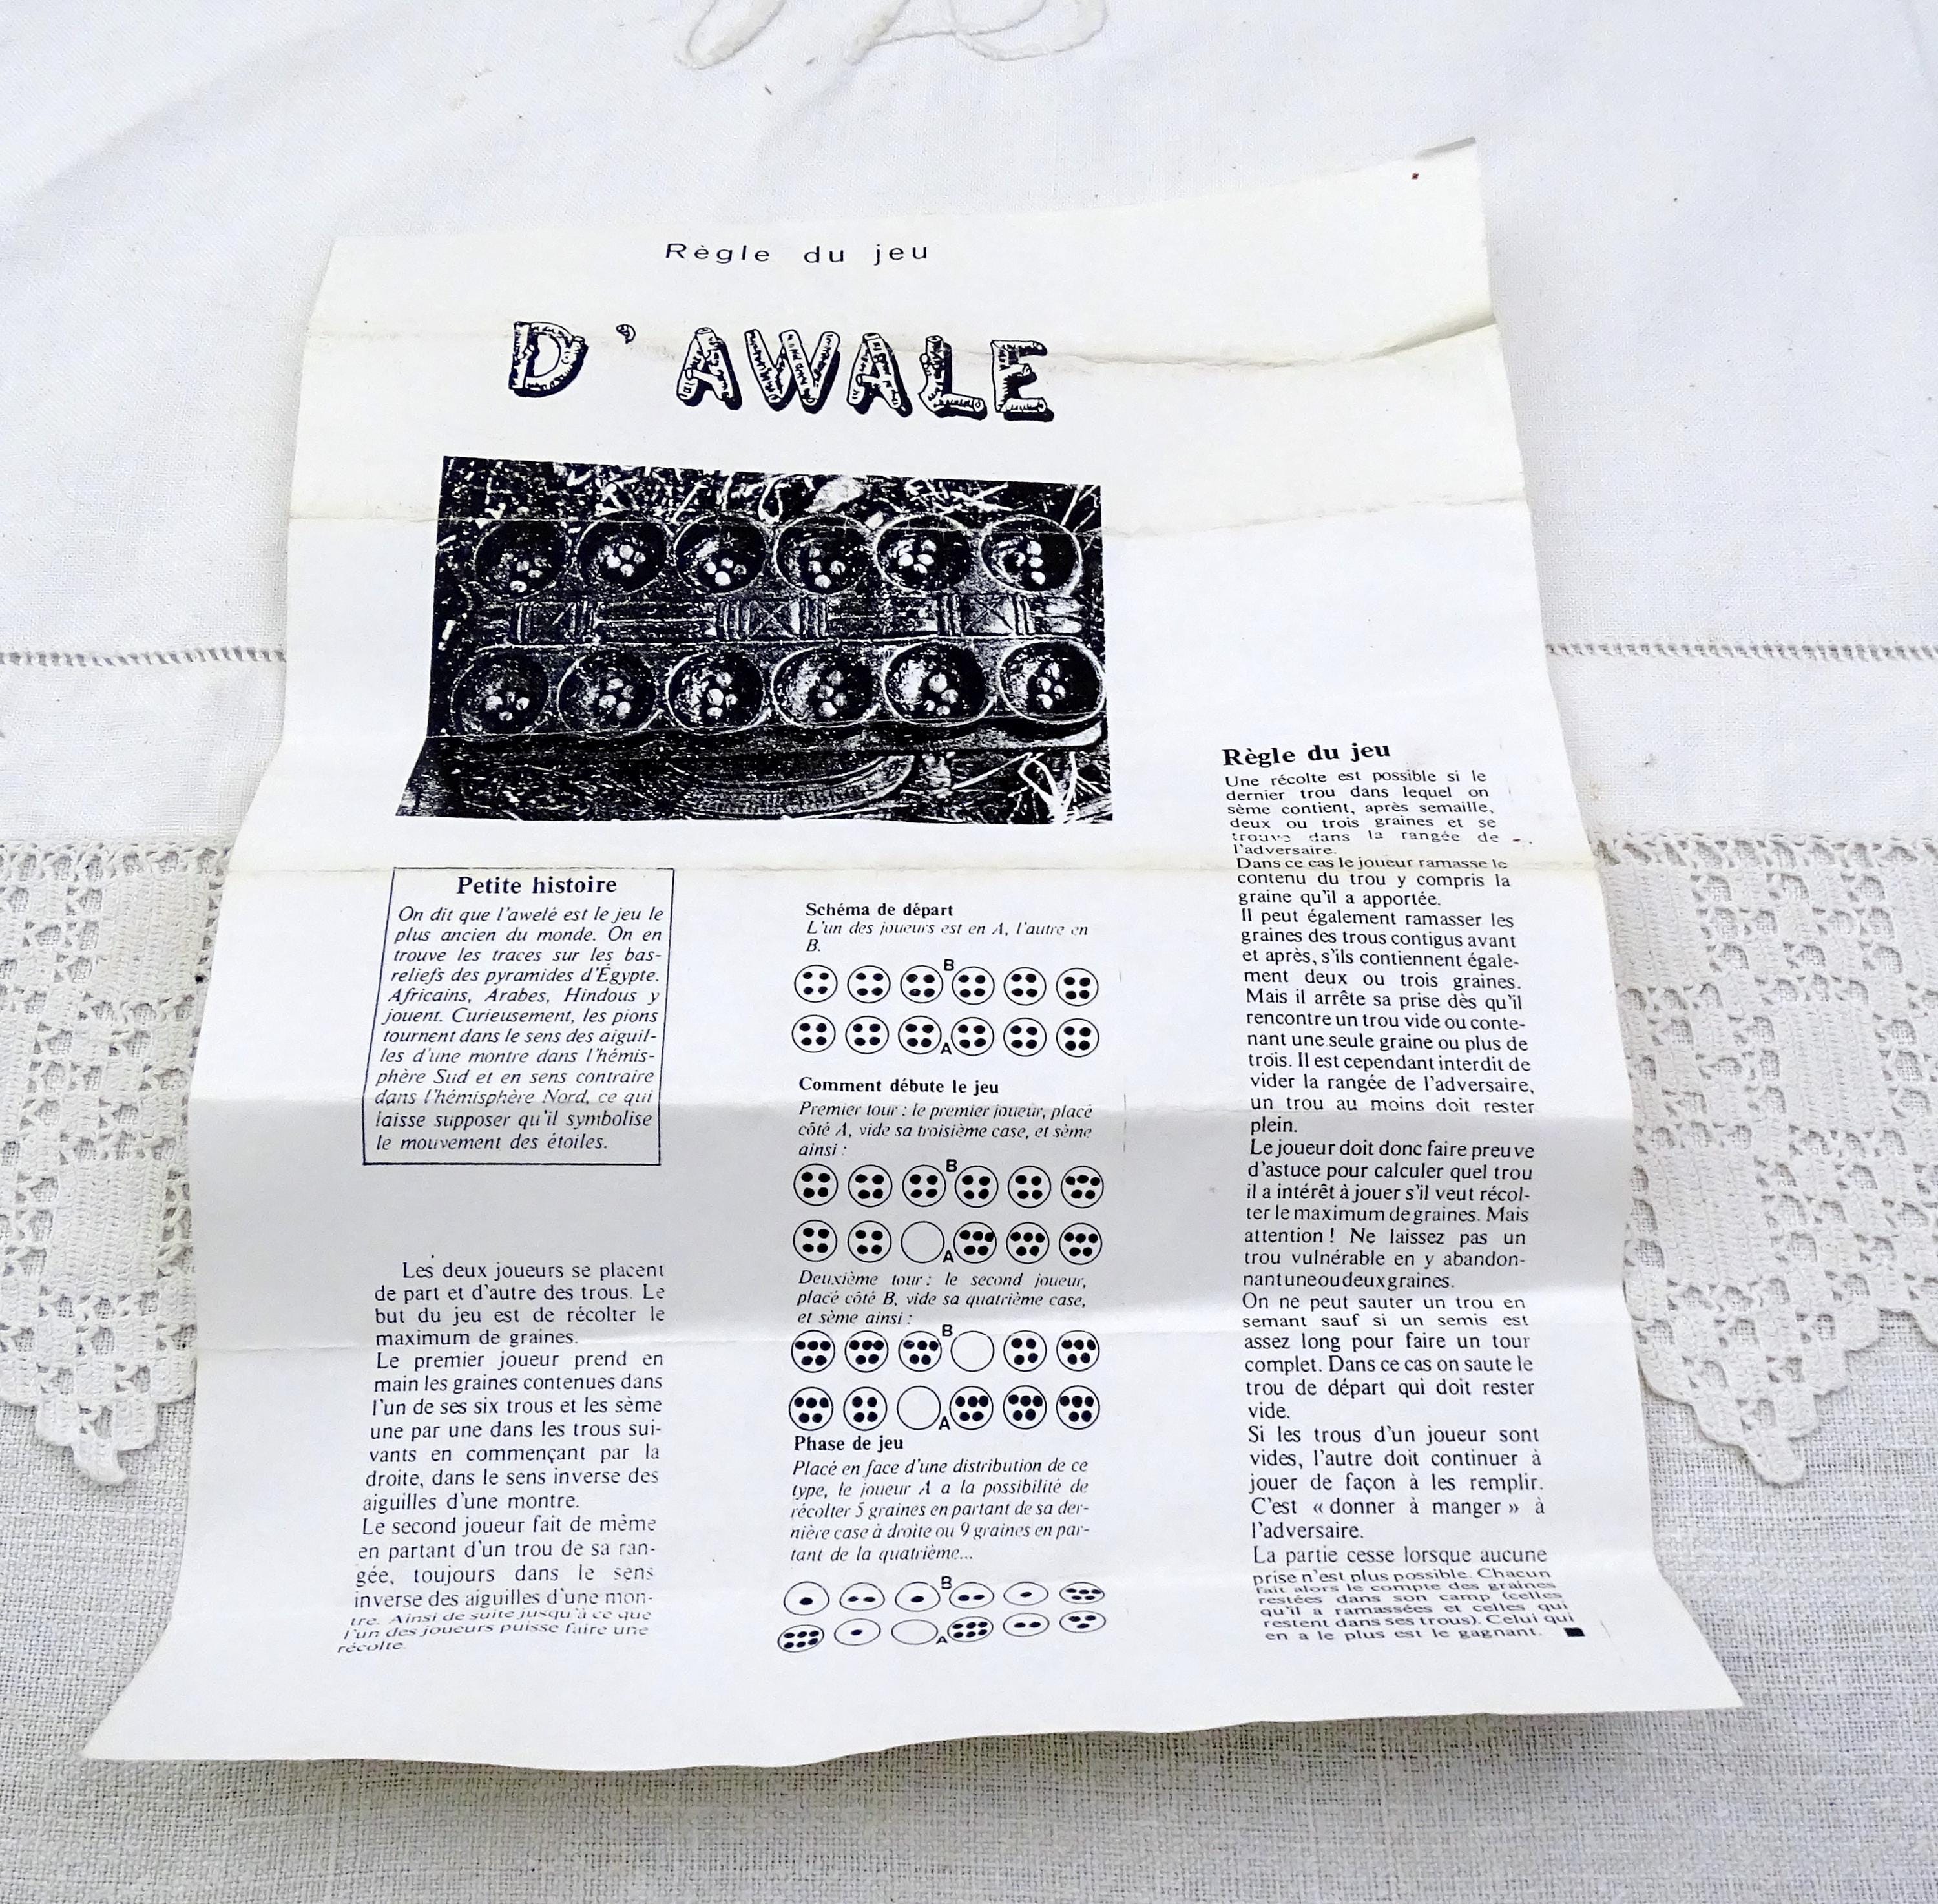 Règle du jeu
D'AWALE
Petite histoire
On dit que l'awelé est le jeu le
plus ancien du monde. On en
trouve les traces sur les bas-
reliefs des pyramides d'Égypte.
Africains, Arabes, Hindous y
jouent. Curieusement, les pions
tournent dans le sens des aiguil-
les d'une montre dans l'hémis-
phère Sud et en sens contraire
dans l'hémisphère Nord, ce qui
laisse supposer qu'il symbolise
le mouvement des étoiles.
Les deux joueurs se placent
de part et d'autre des trous. Le
but du jeu est de récolter le
maximum de graines.
Le premier joueur prend en
main les graines contenues dans
l'un de ses six trous et les sème
une par une dans les trous sui-
vants en commençant par la
droite, dans le sens inverse des
aiguilles d'une montre.
Le second joueur fait de même
en partant d'un trou de sa ran-
gée, toujours dans le sens
inverse des aiguilles d'une mon-
tre. Ainsi de suite jusqu'à ce que
l'un des joueurs puisse faire une
récolte.
Schéma de départ
L'un des joueurs est en A, l'autre en
B.
B
A
Comment débute le jeu
Premier tour : le premier joueur, placé
côté A, vide sa troisième case, et sème
ainsi :
B
A
Deuxième tour : le second joueur,
placé côté B, vide sa quatrième case,
et sème ainsi :
B
A
Phase de jeu
Placé en face d'une distribution de ce
type, le joueur A a la possibilité de
récolter 5 graines en partant de sa der-
nière case à droite ou 9 graines en par-
tant de la quatrième...
B
A
Règle du jeu
Une récolte est possible si le
dernier trou dans lequel on
sème contient, après semaille,
deux ou trois graines et se
trouve dans la rangée de
l'adversaire.
Dans ce cas le joueur ramasse le
contenu du trou y compris la
graine qu'il a apportée.
Il peut également ramasser les
graines des trous contigus avant
et après, s'ils contiennent égale-
ment deux ou trois graines.
Mais il arrête sa prise dès qu'il
rencontre un trou vide ou conte-
nant une seule graine ou plus de
trois. Il est cependant interdit de
vider la rangée de l'adversaire,
un trou au moins doit rester
plein.
Le joueur doit donc faire preuve
d'astuce pour calculer quel trou
il a intérêt à jouer s'il veut récol-
ter le maximum de graines. Mais
attention ! Ne laissez pas un
trou vulnérable en y abandon-
nant une ou deux graines.
On ne peut sauter un trou en
semant sauf si un semis est
assez long pour faire un tour
complet. Dans ce cas on saute le
trou de départ qui doit rester
vide.
Si les trous d'un joueur sont
vides, l'autre doit continuer à
jouer de façon à les remplir.
C'est « donner à manger » à
l'adversaire.
La partie cesse lorsque aucune
prise n'est plus possible. Chacun
fait alors le compte des graines
restées dans son camp (celles
qu'il a ramassées et celles qui
restent dans ses trous). Celui qui
en a le plus est le gagnant.